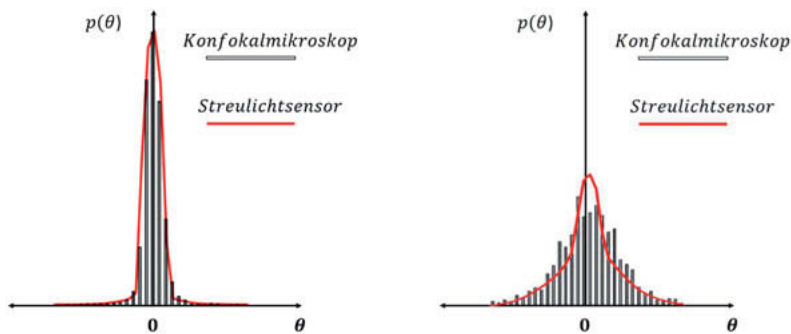 p(θ)
Konfokalmikroskop
Streulichtsensor
0
θ
p(θ)
Konfokalmikroskop
Streulichtsensor
0
θ